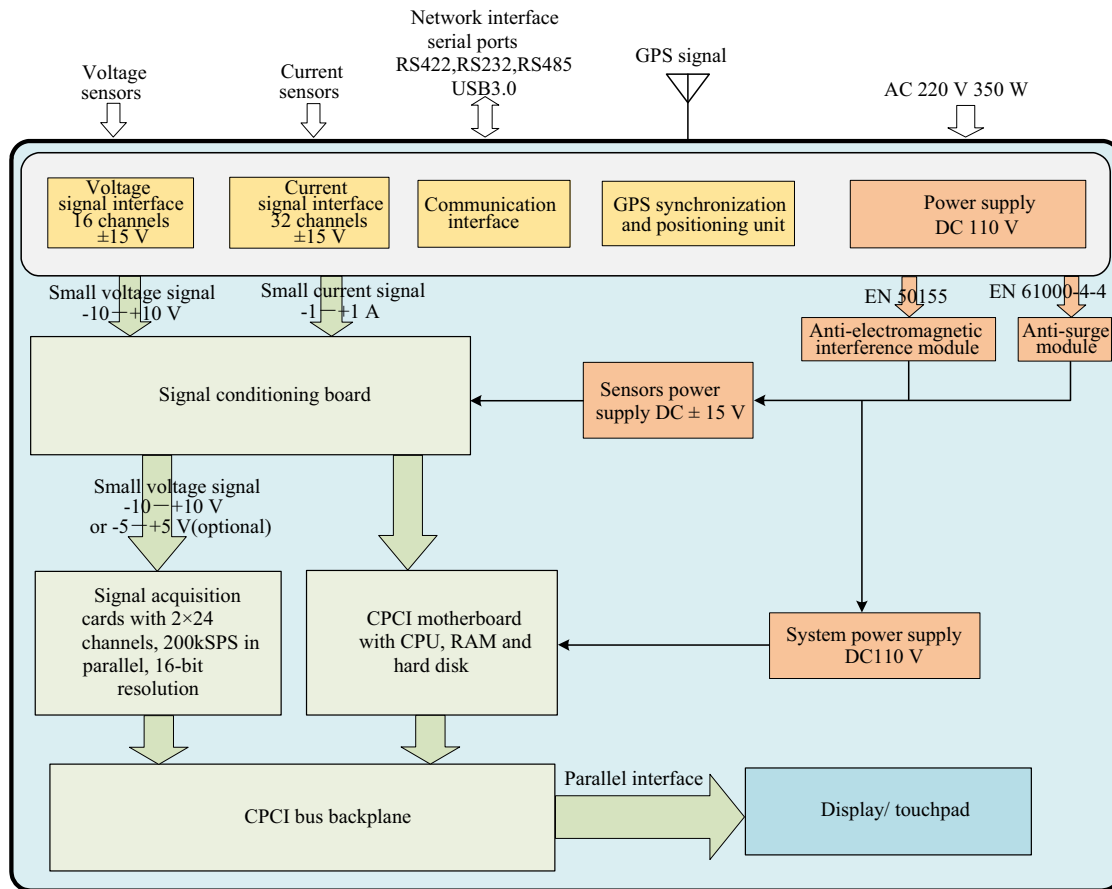 Voltage
sensors
Current
sensors
Network interface
serial ports
RS422,RS232,RS485
USB3.0
GPS signal
AC 220 V 350 W
Voltage
signal interface
16 channels
±15 V
Current
signal interface
32 channels
±15 V
Communication
interface
GPS synchronization
and positioning unit
Power supply
DC 110 V
Small voltage signal
-10—+10 V
Small current signal
-1—+1 A
EN 50155
EN 61000-4-4
Anti-electromagnetic
interference module
Anti-surge
module
Signal conditioning board
Sensors power
supply DC ± 15 V
Small voltage signal
-10—+10 V
or -5—+5 V(optional)
Signal acquisition
cards with 2×24
channels, 200kSPS in
parallel, 16-bit
resolution
CPCI motherboard
with CPU, RAM and
hard disk
System power supply
DC110 V
CPCI bus backplane
Parallel interface
Display/ touchpad